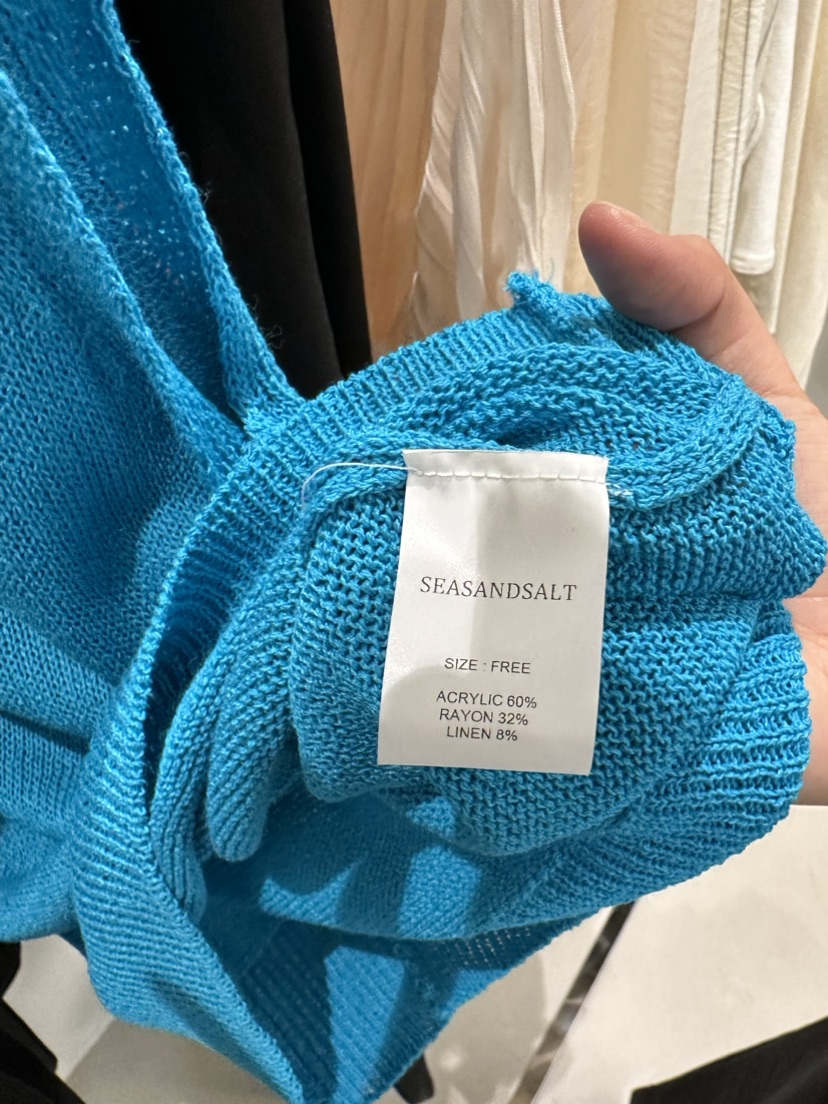 SEASANDSALT
SIZE : FREE
ACRYLIC 60%
RAYON 32%
LINEN 8%